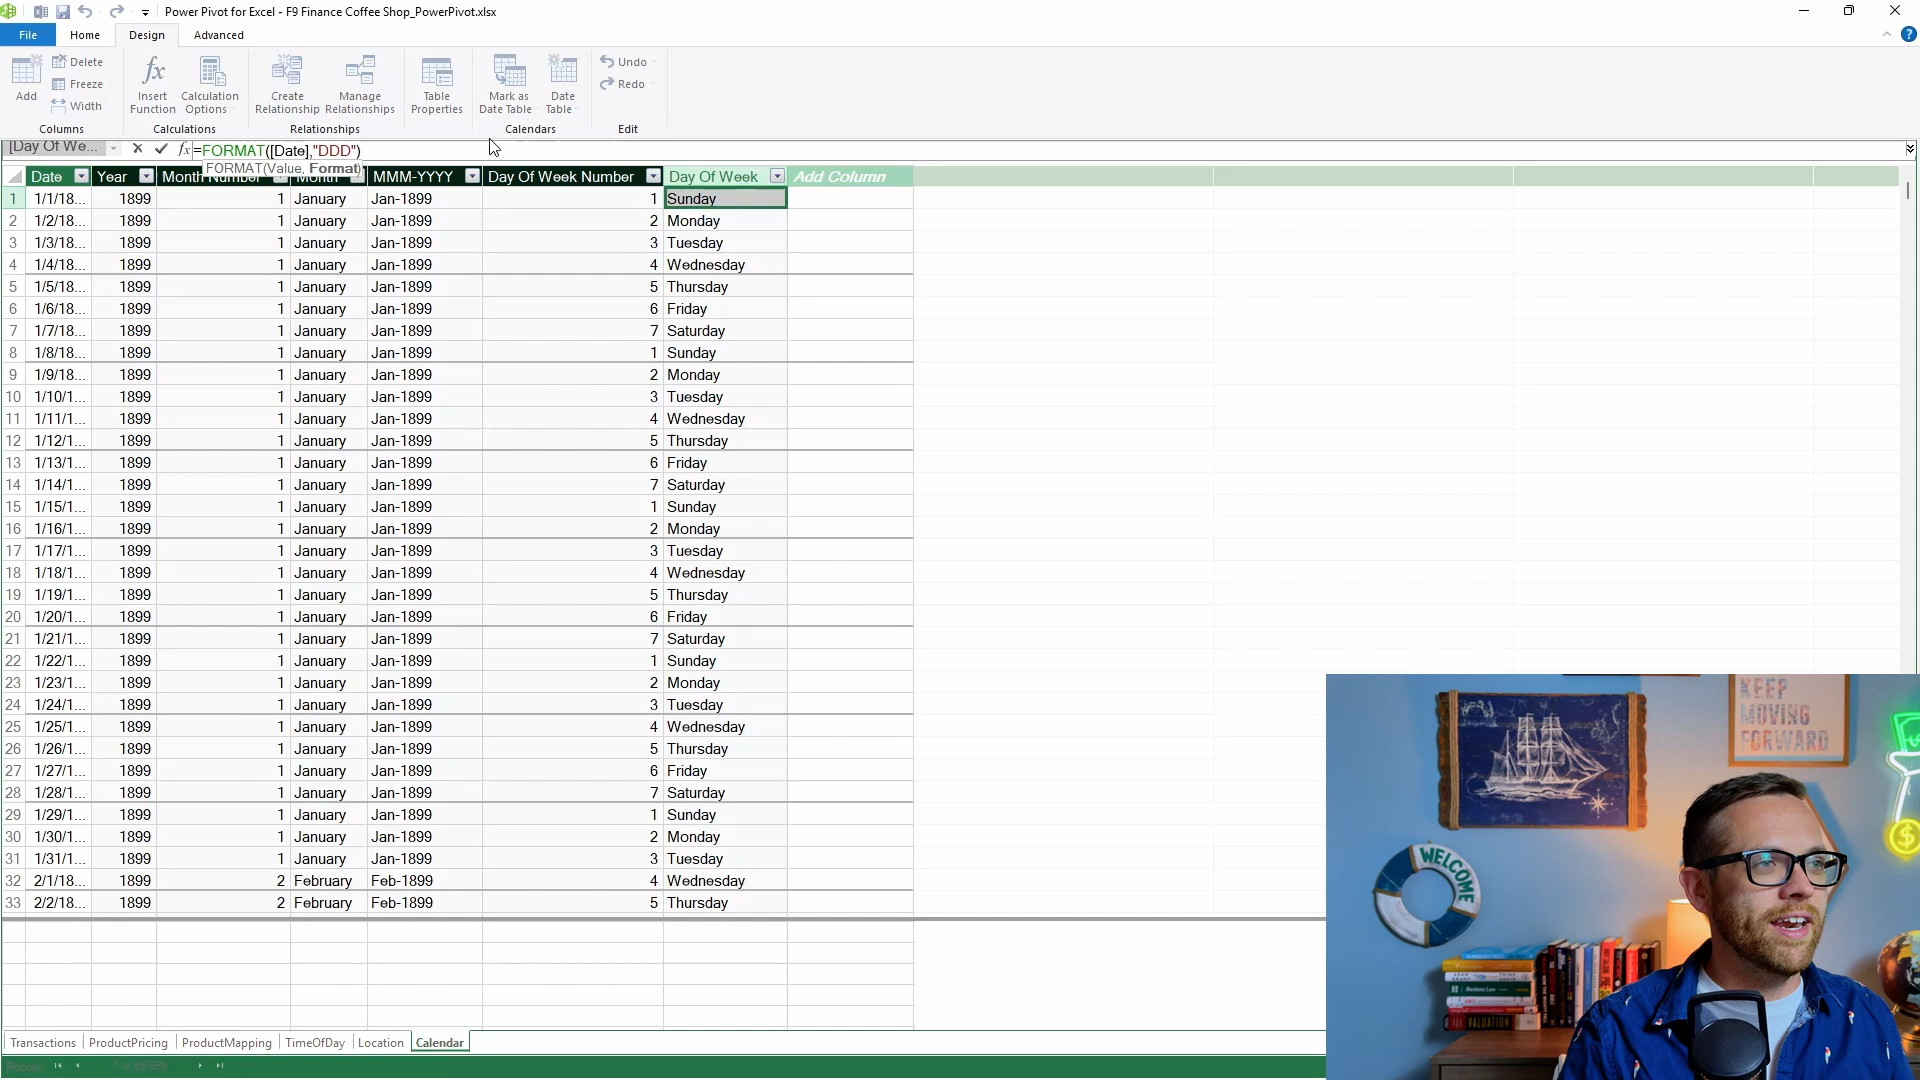 Power Pivot for Excel - F9 Finance Coffee Shop_PowerPivot.xlsx
File Home Design Advanced
Add
Delete
Freeze
Width
Columns
Insert Function
Calculation Options
Calculations
Create Relationship
Manage Relationships
Relationships
Table Properties
Mark as Date Table
Date Table
Calendars
Undo
Redo
Edit
[Day Of We... fx =FORMAT([Date],"DDD")
FORMAT(Value, Format)
Date Year Month Number Month MMM-YYYY Day Of Week Number Day Of Week Add Column
1 1/1/18... 1899 1 January Jan-1899 1 Sunday
2 1/2/18... 1899 1 January Jan-1899 2 Monday
3 1/3/18... 1899 1 January Jan-1899 3 Tuesday
4 1/4/18... 1899 1 January Jan-1899 4 Wednesday
5 1/5/18... 1899 1 January Jan-1899 5 Thursday
6 1/6/18... 1899 1 January Jan-1899 6 Friday
7 1/7/18... 1899 1 January Jan-1899 7 Saturday
8 1/8/18... 1899 1 January Jan-1899 1 Sunday
9 1/9/18... 1899 1 January Jan-1899 2 Monday
10 1/10/1... 1899 1 January Jan-1899 3 Tuesday
11 1/11/1... 1899 1 January Jan-1899 4 Wednesday
12 1/12/1... 1899 1 January Jan-1899 5 Thursday
13 1/13/1... 1899 1 January Jan-1899 6 Friday
14 1/14/1... 1899 1 January Jan-1899 7 Saturday
15 1/15/1... 1899 1 January Jan-1899 1 Sunday
16 1/16/1... 1899 1 January Jan-1899 2 Monday
17 1/17/1... 1899 1 January Jan-1899 3 Tuesday
18 1/18/1... 1899 1 January Jan-1899 4 Wednesday
19 1/19/1... 1899 1 January Jan-1899 5 Thursday
20 1/20/1... 1899 1 January Jan-1899 6 Friday
21 1/21/1... 1899 1 January Jan-1899 7 Saturday
22 1/22/1... 1899 1 January Jan-1899 1 Sunday
23 1/23/1... 1899 1 January Jan-1899 2 Monday
24 1/24/1... 1899 1 January Jan-1899 3 Tuesday
25 1/25/1... 1899 1 January Jan-1899 4 Wednesday
26 1/26/1... 1899 1 January Jan-1899 5 Thursday
27 1/27/1... 1899 1 January Jan-1899 6 Friday
28 1/28/1... 1899 1 January Jan-1899 7 Saturday
29 1/29/1... 1899 1 January Jan-1899 1 Sunday
30 1/30/1... 1899 1 January Jan-1899 2 Monday
31 1/31/1... 1899 1 January Jan-1899 3 Tuesday
32 2/1/18... 1899 2 February Feb-1899 4 Wednesday
33 2/2/18... 1899 2 February Feb-1899 5 Thursday
Transactions ProductPricing ProductMapping TimeOfDay Location Calendar
KEEP
MOVING
FORWARD
WELCOME
$
VALUATION